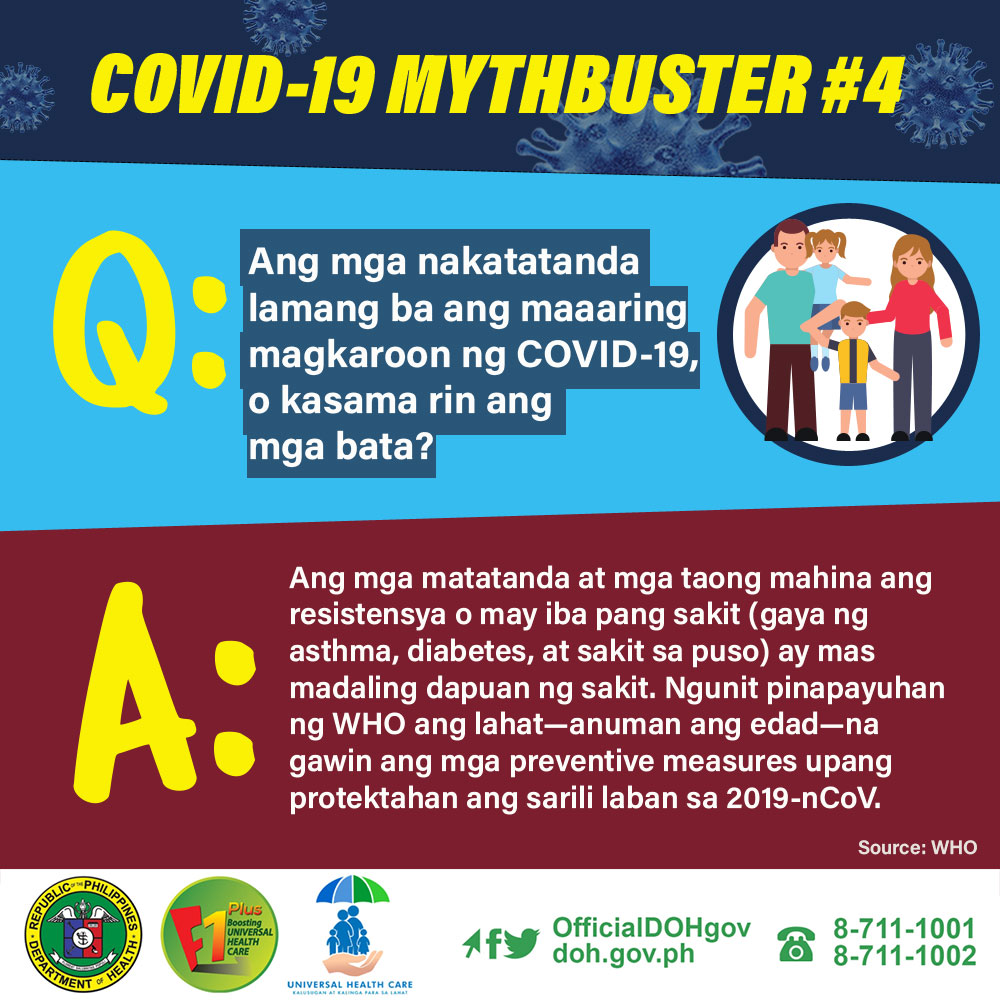 COVID-19 MYTHBUSTER #4
Q:
Ang mga nakatatanda
lamang ba ang maaaring
magkaroon ng COVID-19,
o kasama rin ang
mga bata?
A:
Ang mga matatanda at mga taong mahina ang
resistensya o may iba pang sakit (gaya ng
asthma, diabetes, at sakit sa puso) ay mas
madaling dapuan ng sakit. Ngunit pinapayuhan
ng WHO ang lahat—anuman ang edad—na
gawin ang mga preventive measures upang
protektahan ang sarili laban sa 2019-nCoV.
Source: WHO
REPUBLIC OF THE PHILIPPINES
DEPARTMENT OF HEALTH
F1 Plus
Boosting
UNIVERSAL
HEALTH
CARE
UNIVERSAL HEALTH CARE
KALUSUGAN AT KALINGA PARA SA LAHAT
OfficialDOHgov
doh.gov.ph
8-711-1001
8-711-1002